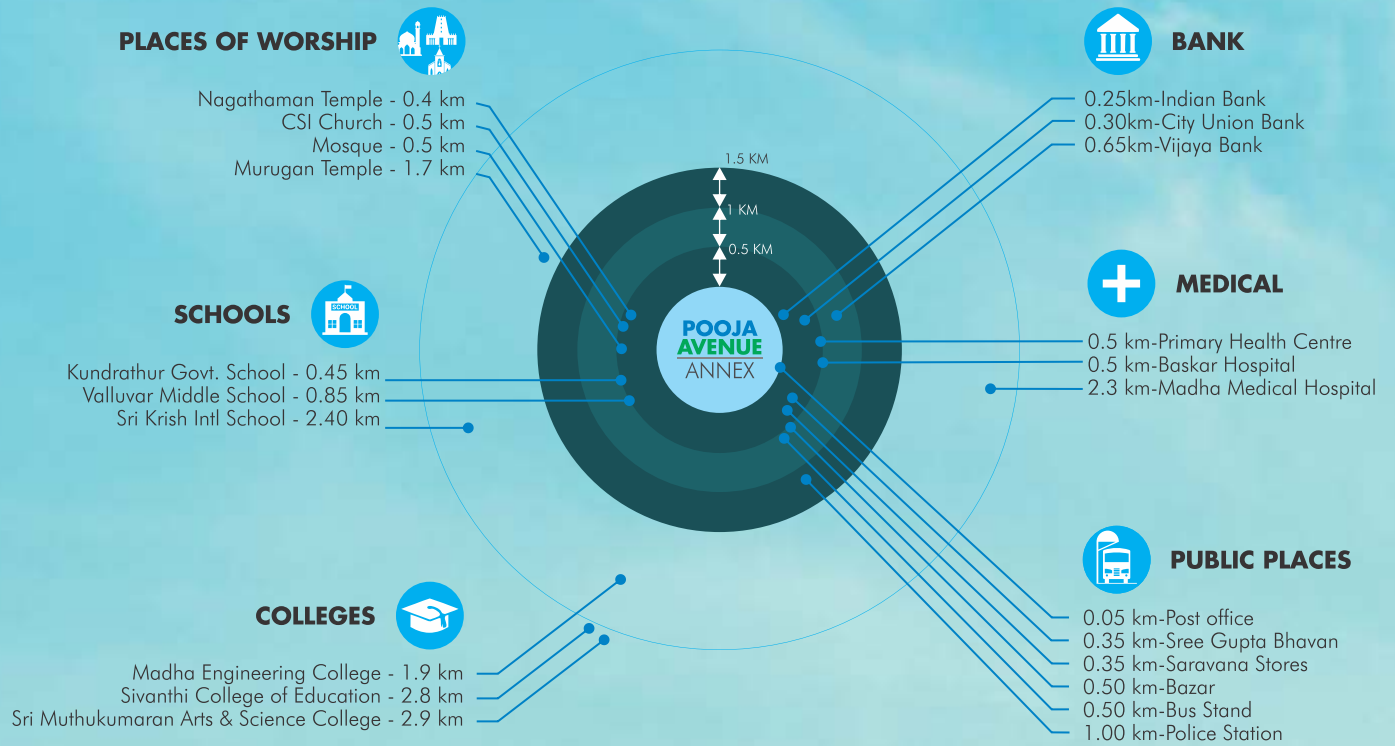 PLACES OF WORSHIP
Nagathaman Temple - 0.4 km
CSI Church - 0.5 km
Mosque - 0.5 km
Murugan Temple - 1.7 km
SCHOOLS
SCHOOL
Kundrathur Govt. School - 0.45 km
Valluvar Middle School - 0.85 km
Sri Krish Intl School - 2.40 km
COLLEGES
Madha Engineering College - 1.9 km
Sivanthi College of Education - 2.8 km
Sri Muthukumaran Arts & Science College - 2.9 km
1.5 KM
1 KM
0.5 KM
POOJA
AVENUE
ANNEX
BANK
0.25km-Indian Bank
0.30km-City Union Bank
0.65km-Vijaya Bank
MEDICAL
0.5 km-Primary Health Centre
0.5 km-Baskar Hospital
2.3 km-Madha Medical Hospital
PUBLIC PLACES
0.05 km-Post office
0.35 km-Sree Gupta Bhavan
0.35 km-Saravana Stores
0.50 km-Bazar
0.50 km-Bus Stand
1.00 km-Police Station